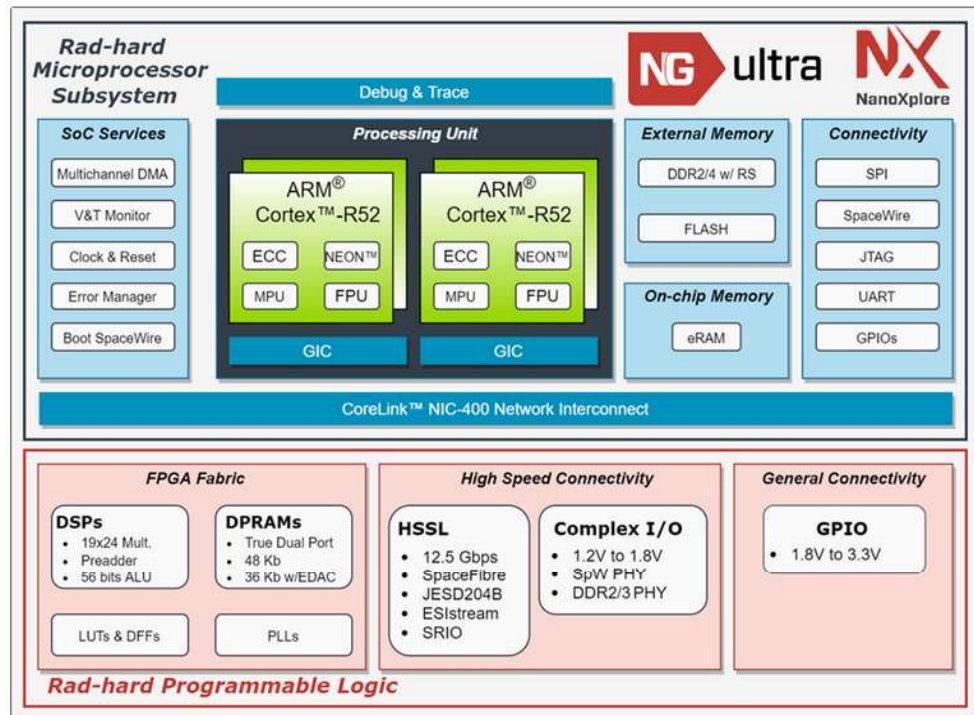 Rad-hard
Microprocessor
Subsystem
NG ultra
NX
NanoXplore
Debug & Trace
SoC Services
Multichannel DMA
V&T Monitor
Clock & Reset
Error Manager
Boot SpaceWire
Processing Unit
ARM®
Cortex™-R52
ECC
NEON™
MPU
FPU
GIC
ARM®
Cortex™-R52
ECC
NEON™
MPU
FPU
GIC
External Memory
DDR2/4 w/ RS
FLASH
On-chip Memory
eRAM
Connectivity
SPI
SpaceWire
JTAG
UART
GPIOs
CoreLink™ NIC-400 Network Interconnect
FPGA Fabric
DSPs
• 19x24 Mult.
• Preadder
• 56 bits ALU
DPRAMs
• True Dual Port
• 48 Kb
• 36 Kb w/EDAC
LUTs & DFFs
PLLs
High Speed Connectivity
HSSL
• 12.5 Gbps
• SpaceFibre
• JESD204B
• ESIstream
• SRIO
Complex I/O
• 1.2V to 1.8V
• SpW PHY
• DDR2/3 PHY
General Connectivity
GPIO
• 1.8V to 3.3V
Rad-hard Programmable Logic